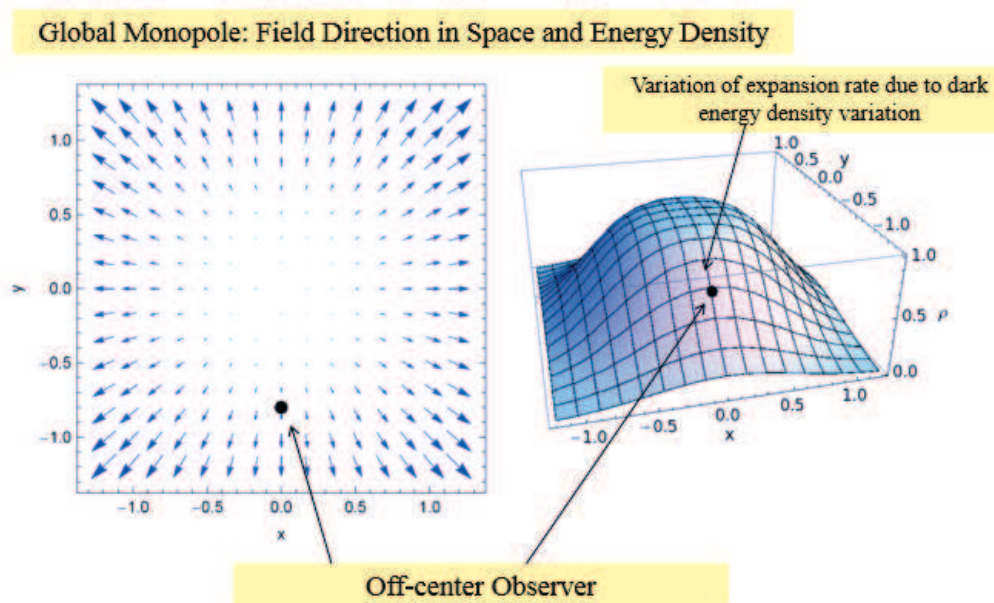 Global Monopole: Field Direction in Space and Energy Density
Variation of expansion rate due to dark
energy density variation
1.0
0.5
0.0
−0.5
−1.0
y
−1.0
−0.5
0.0
0.5
1.0
x
1.0
0.5
0.0
−0.5
−1.0
y
1.0
0.5
0.0
ρ
−1.0
−0.5
0.0
0.5
1.0
x
Off-center Observer